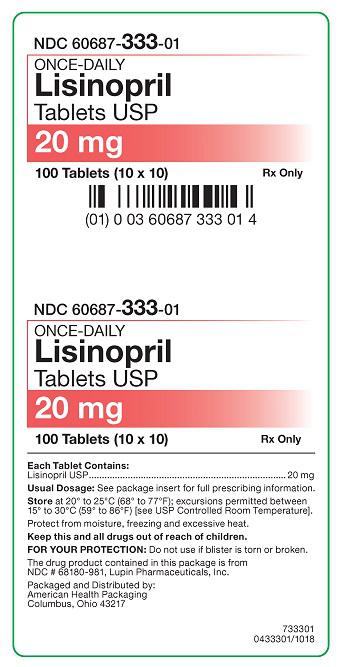 NDC 60687-333-01
ONCE-DAILY
Lisinopril
Tablets USP
20 mg
100 Tablets (10 x 10) Rx Only
(01) 0 03 60687 333 01 4
NDC 60687-333-01
ONCE-DAILY
Lisinopril
Tablets USP
20 mg
100 Tablets (10 x 10) Rx Only
Each Tablet Contains:
Lisinopril USP.......................................................................... 20 mg
Usual Dosage: See package insert for full prescribing information.
Store at 20° to 25°C (68° to 77°F); excursions permitted between
15° to 30°C (59° to 86°F) [see USP Controlled Room Temperature].
Protect from moisture, freezing and excessive heat.
Keep this and all drugs out of reach of children.
FOR YOUR PROTECTION: Do not use if blister is torn or broken.
The drug product contained in this package is from
NDC # 68180-981, Lupin Pharmaceuticals, Inc.
Packaged and Distributed by:
American Health Packaging
Columbus, Ohio 43217
733301
0433301/1018